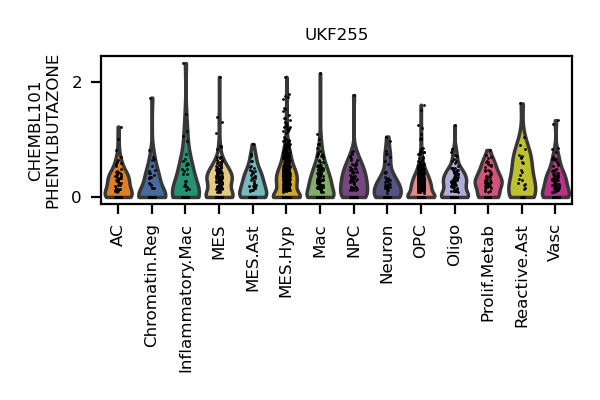 UKF255
CHEMBL101
PHENYLBUTAZONE
2
0
AC
Chromatin.Reg
Inflammatory.Mac
MES
MES.Ast
MES.Hyp
Mac
NPC
Neuron
OPC
Oligo
Prolif.Metab
Reactive.Ast
Vasc